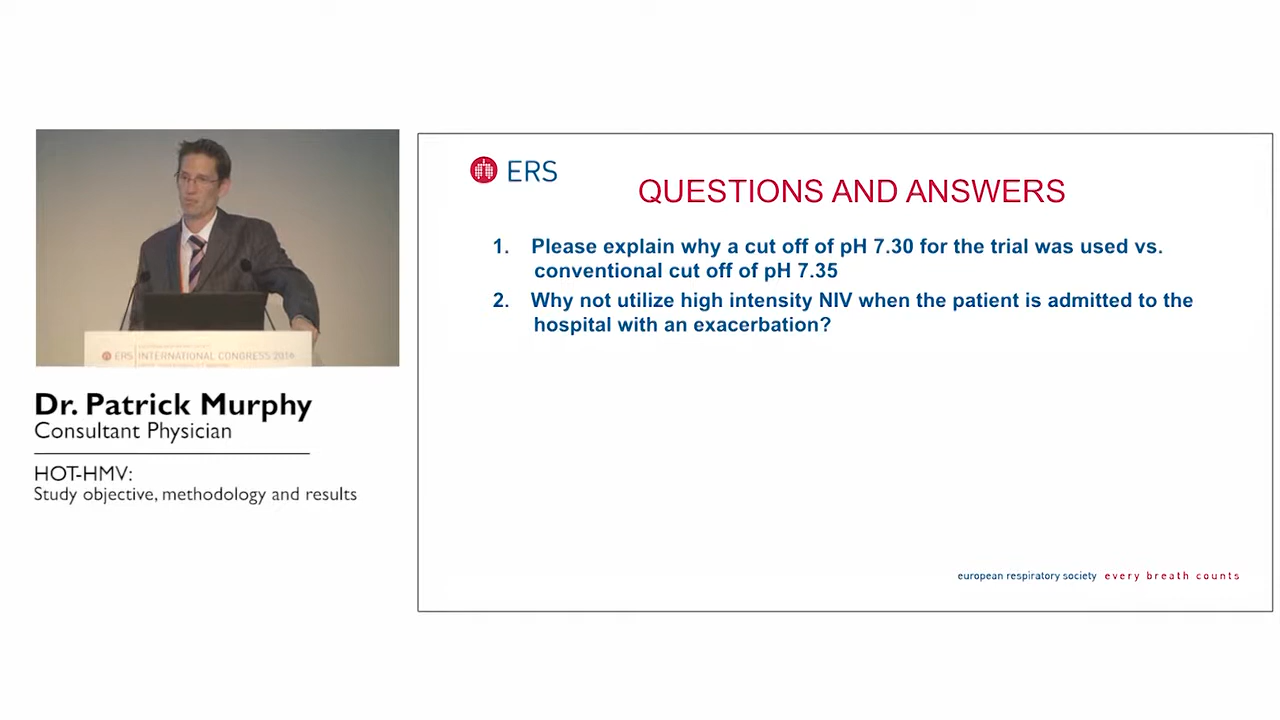 ERS
QUESTIONS AND ANSWERS
1. Please explain why a cut off of pH 7.30 for the trial was used vs.
conventional cut off of pH 7.35
2. Why not utilize high intensity NIV when the patient is admitted to the
hospital with an exacerbation?
european respiratory society every breath counts
ERS INTERNATIONAL CONGRESS 2016
Dr. Patrick Murphy
Consultant Physician
HOT-HMV:
Study objective, methodology and results